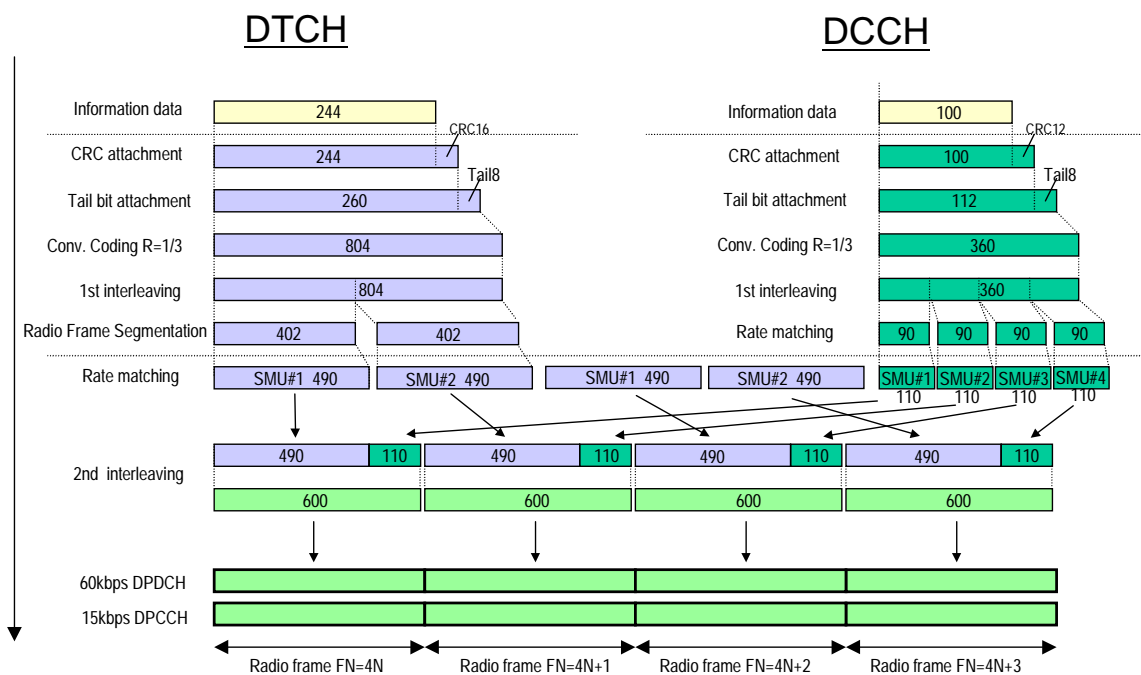 DTCH DCCH
Information data 244 Information data 100
CRC16 CRC12
CRC attachment 244 CRC attachment 100
Tail8 Tail8
Tail bit attachment 260 Tail bit attachment 112
Conv. Coding R=1/3 804 Conv. Coding R=1/3 360
1st interleaving 804 1st interleaving 360
Radio Frame Segmentation 402 402 Rate matching 90 90 90 90
Rate matching SMU#1 490 SMU#2 490 SMU#1 490 SMU#2 490 SMU#1 SMU#2 SMU#3 SMU#4
110 110 110 110
490 110 490 110 490 110 490 110
2nd interleaving
600 600 600 600
60kbps DPDCH
15kbps DPCCH
Radio frame FN=4N Radio frame FN=4N+1 Radio frame FN=4N+2 Radio frame FN=4N+3